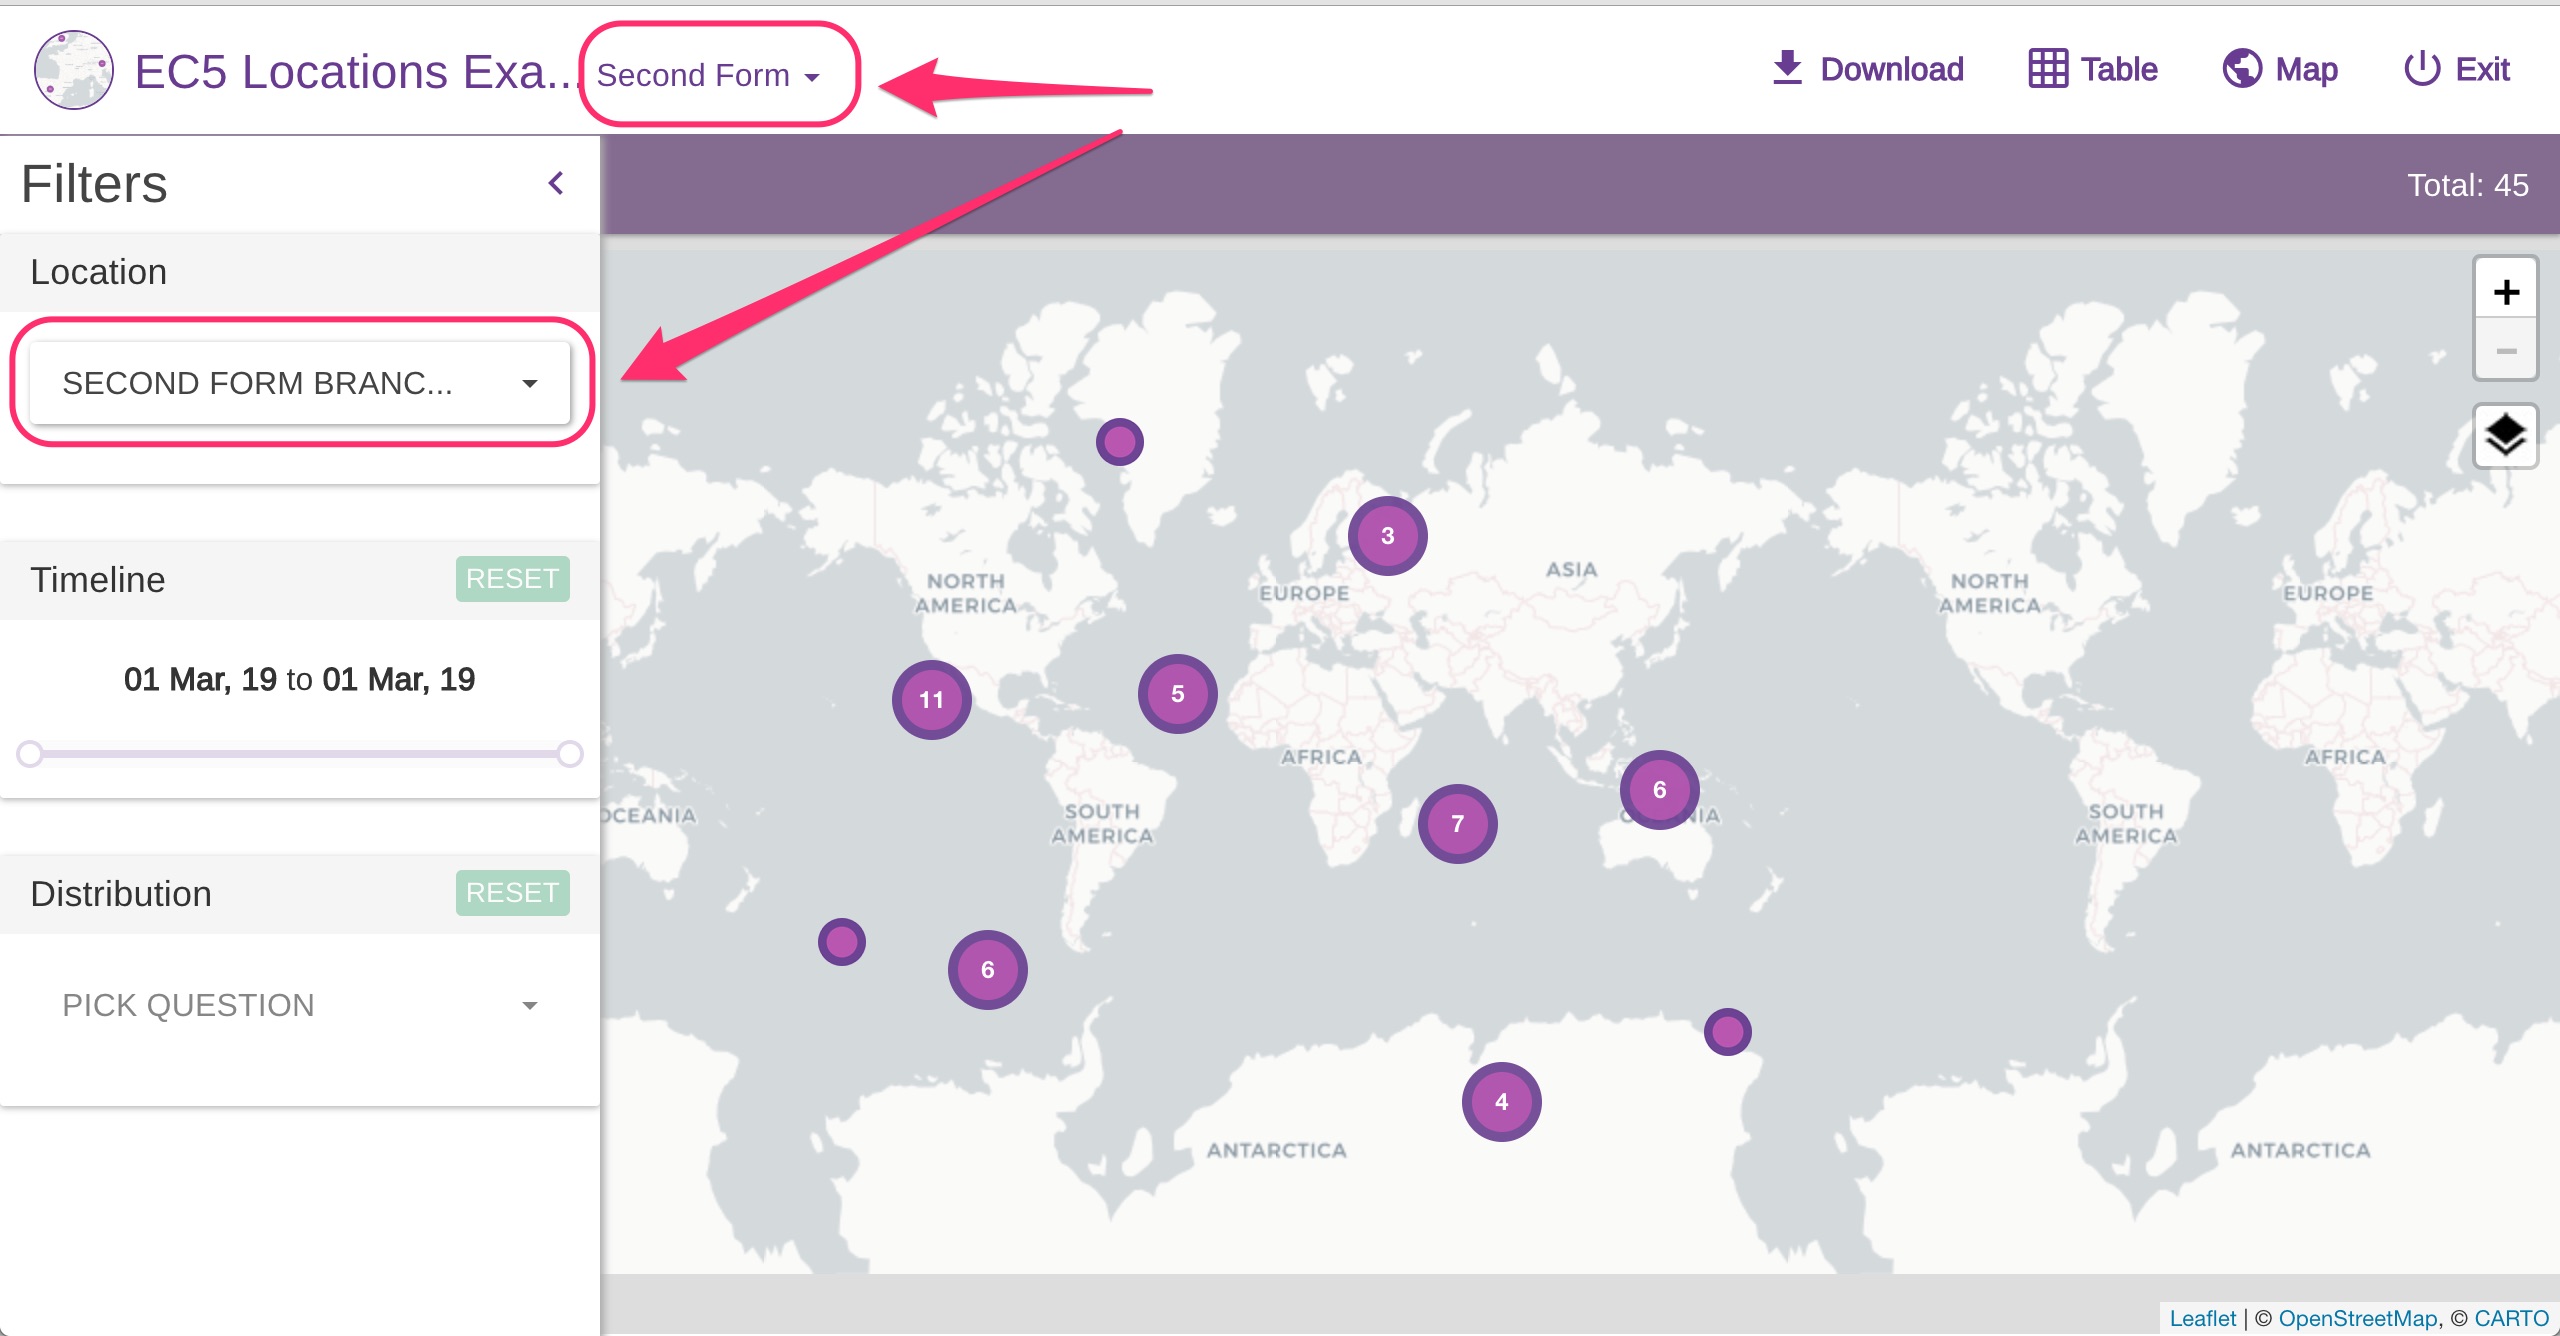 EC5 Locations Exa...
Second Form
Download
Table
Map
Exit
Filters
Total: 45
Location
SECOND FORM BRANC...
Timeline
RESET
01 Mar, 19 to 01 Mar, 19
Distribution
RESET
PICK QUESTION
+
−
3
ASIA
NORTH
AMERICA
EUROPE
NORTH
AMERICA
EUROPE
11
5
AFRICA
AFRICA
6
OCEANIA
OCEANIA
7
SOUTH
AMERICA
SOUTH
AMERICA
6
4
ANTARCTICA
ANTARCTICA
Leaflet | © OpenStreetMap, © CARTO